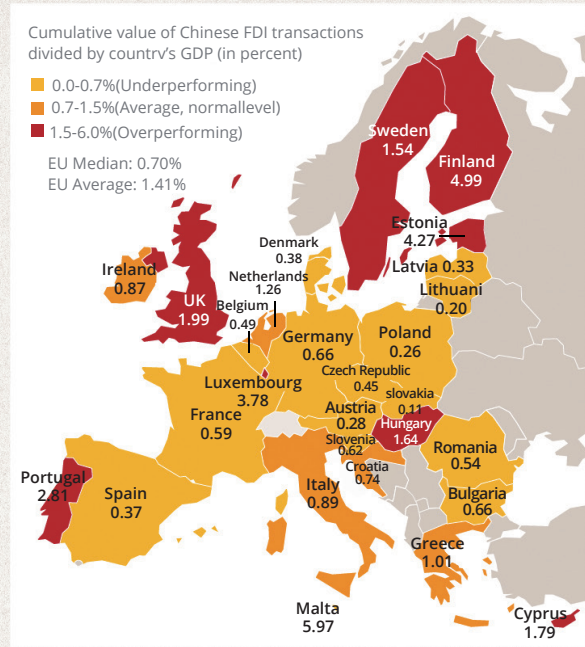 Cumulative value of Chinese FDI transactions
divided by countrv's GDP (in percent)
0.0-0.7%(Underperforming)
0.7-1.5%(Average, normallevel)
1.5-6.0%(Overperforming)
EU Median: 0.70%
EU Average: 1.41%
Sweden
1.54
Finland
4.99
Estonia
4.27
Denmark
0.38
Latvia 0.33
Lithuani
0.20
Ireland
0.87
Netherlands
1.26
UK
1.99
Belgium
0.49
Germany
0.66
Poland
0.26
Czech Republic
0.45
Luxembourg
3.78
slovakia
0.11
France
0.59
Austria
0.28
Hungary
1.64
Slovenia
0.62
Romania
0.54
Croatia
0.74
Portugal
2.81
Spain
0.37
Italy
0.89
Bulgaria
0.66
Greece
1.01
Malta
5.97
Cyprus
1.79